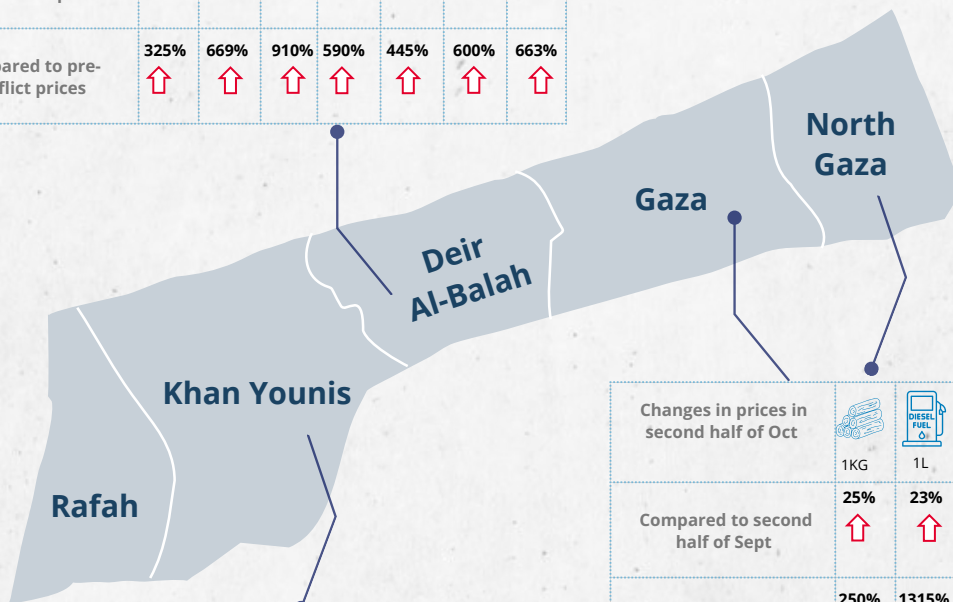 325% 669% 910% 590% 445% 600% 663%
pared to pre-
flict prices
North
Gaza
Gaza
Deir
Al-Balah
Khan Younis
Rafah
Changes in prices in
second half of Oct
DIESEL
FUEL
1KG 1L
25% 23%
Compared to second
half of Sept
250% 1315%